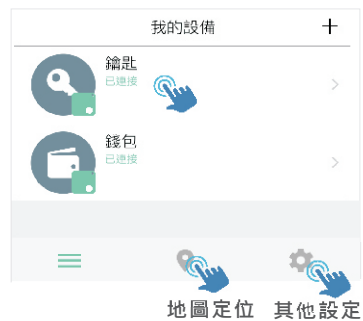 我的設備
鑰匙
已連接
錢包
已連接
地圖定位 其他設定